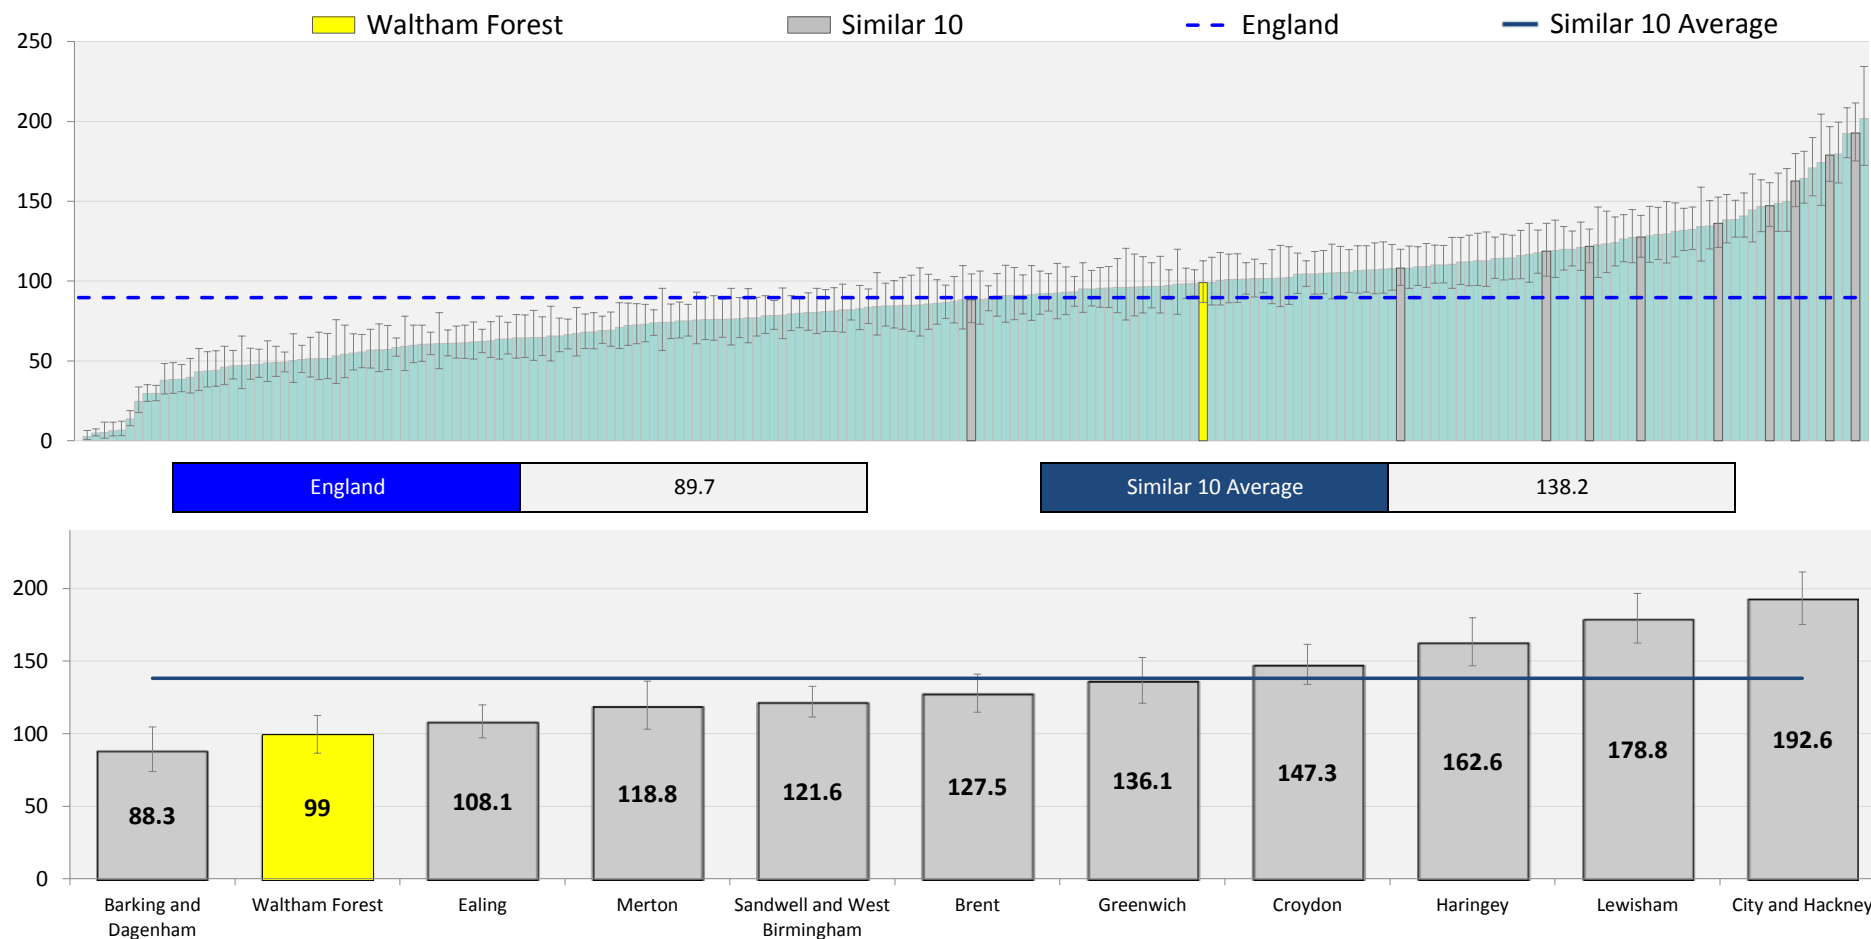 Waltham Forest Similar 10 England Similar 10 Average
250
200
150
100
50
0
England 89.7 Similar 10 Average 138.2
200
150
100
50
0
88.3 99 108.1 118.8 121.6 127.5 136.1 147.3 162.6 178.8 192.6
Barking and Waltham Forest Ealing Merton Sandwell and West Brent Greenwich Croydon Haringey Lewisham City and Hackney
Dagenham Birmingham